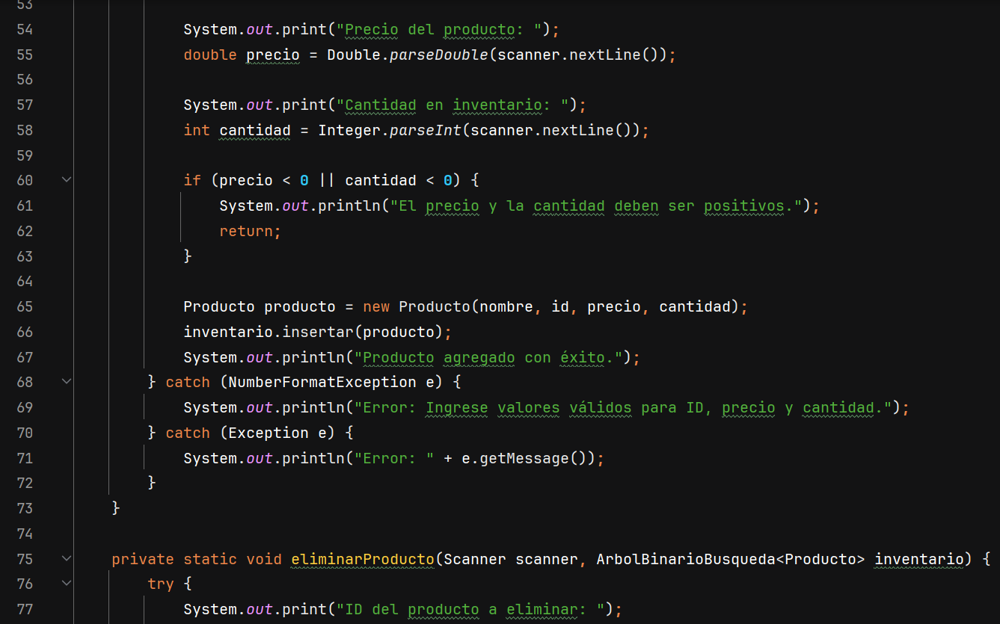 53
54 System.out.print("Precio del producto: ");
55 double precio = Double.parseDouble(scanner.nextLine());
56
57 System.out.print("Cantidad en inventario: ");
58 int cantidad = Integer.parseInt(scanner.nextLine());
59
60 if (precio < 0 || cantidad < 0) {
61 System.out.println("El precio y la cantidad deben ser positivos.");
62 return;
63 }
64
65 Producto producto = new Producto(nombre, id, precio, cantidad);
66 inventario.insertar(producto);
67 System.out.println("Producto agregado con éxito.");
68 } catch (NumberFormatException e) {
69 System.out.println("Error: Ingrese valores válidos para ID, precio y cantidad.");
70 } catch (Exception e) {
71 System.out.println("Error: " + e.getMessage());
72 }
73 }
74
75 private static void eliminarProducto(Scanner scanner, ArbolBinarioBusqueda<Producto> inventario) {
76 try {
77 System.out.print("ID del producto a eliminar: ");